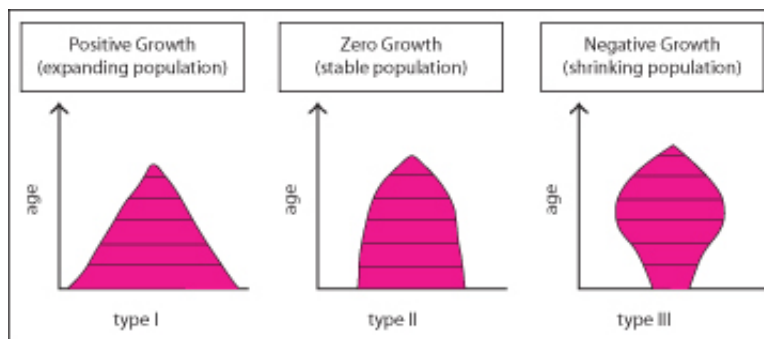 Positive Growth
(expanding population)
Zero Growth
(stable population)
Negative Growth
(shrinking population)
age
age
age
type I
type II
type III